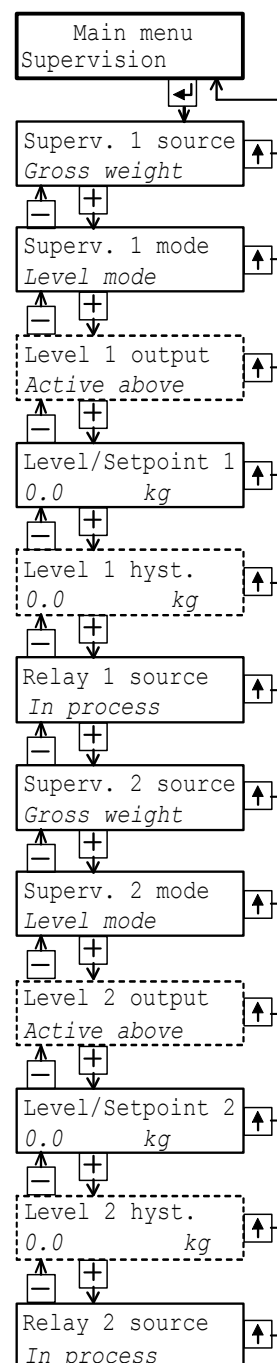 Main menu
Supervision
Superv. 1 source
Gross weight
Superv. 1 mode
Level mode
Level 1 output
Active above
Level/Setpoint 1
0.0 kg
Level 1 hyst.
0.0 kg
Relay 1 source
In process
Superv. 2 source
Gross weight
Superv. 2 mode
Level mode
Level 2 output
Active above
Level/Setpoint 2
0.0 kg
Level 2 hyst.
0.0 kg
Relay 2 source
In process